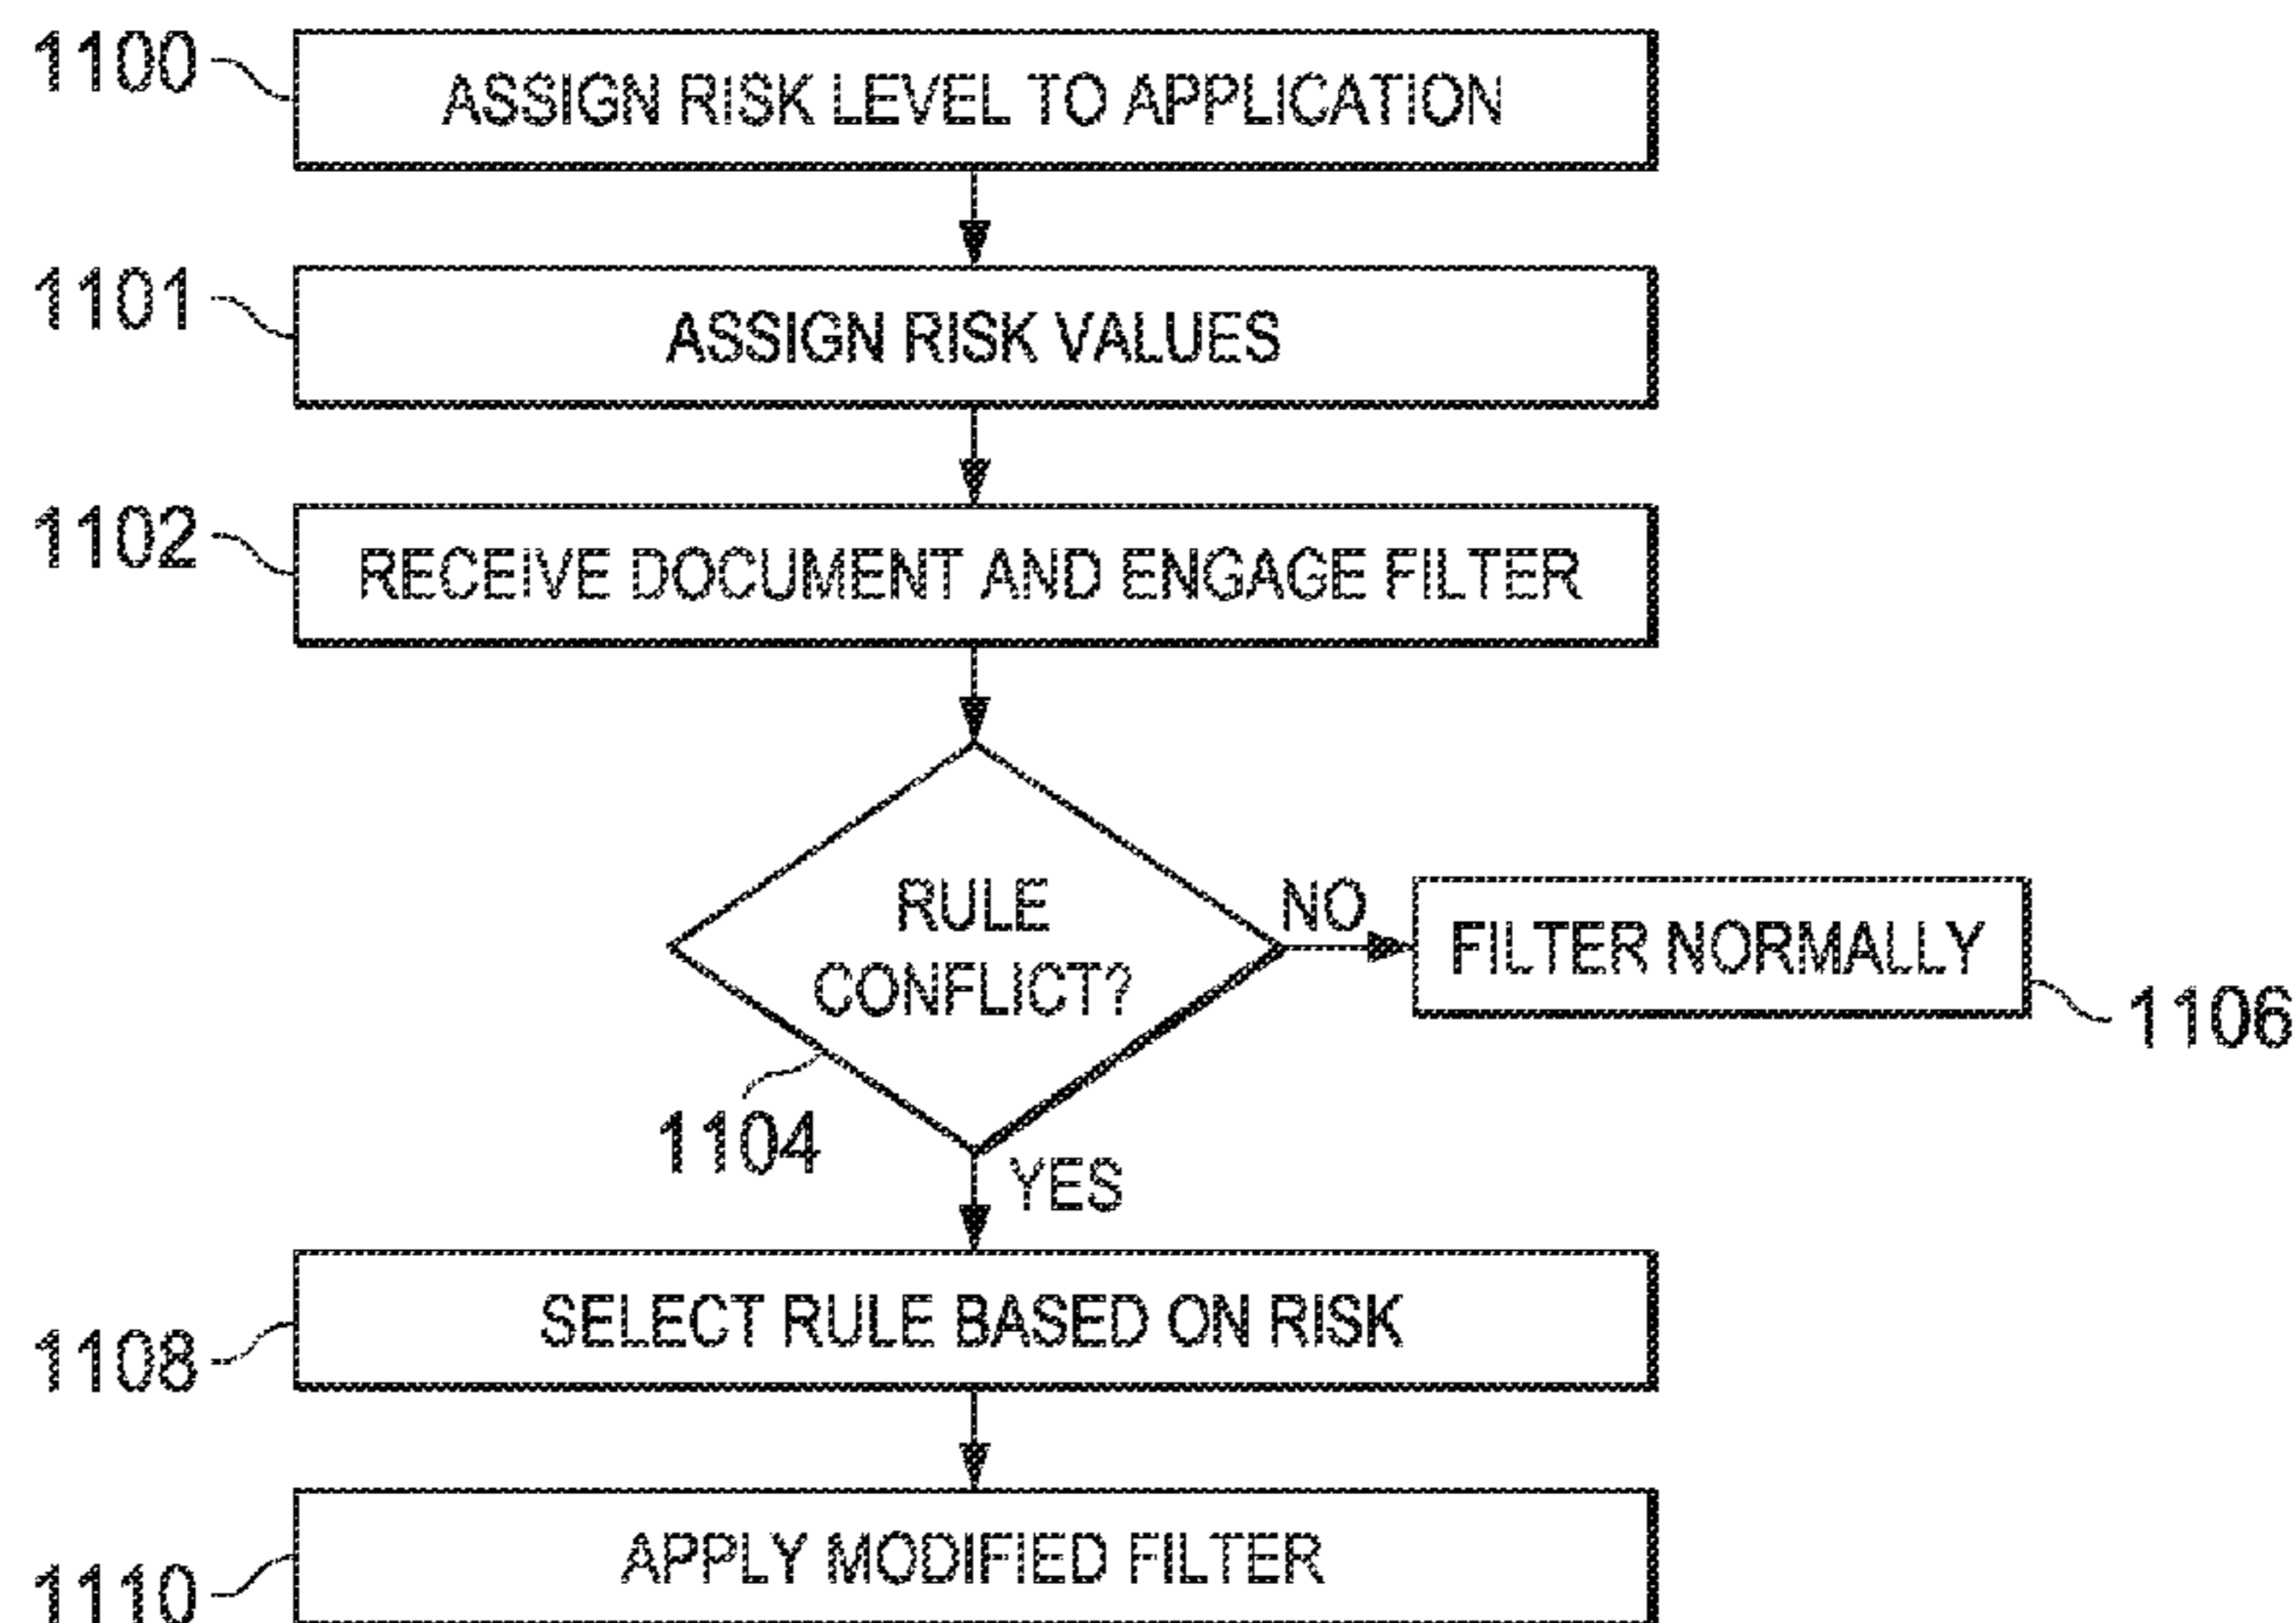 1100
ASSIGN RISK LEVEL TO APPLICATION
1101
ASSIGN RISK VALUES
1102
RECEIVE DOCUMENT AND ENGAGE FILTER
RULE
CONFLICT?
NO
FILTER NORMALLY
1106
1104
YES
SELECT RULE BASED ON RISK
1108
APPLY MODIFIED FILTER
1110